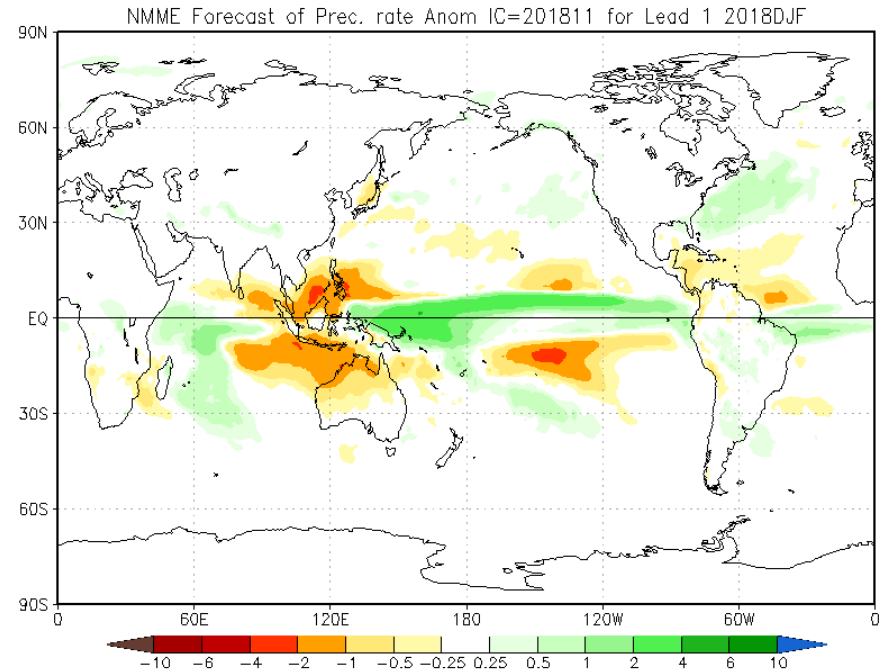 NMME Forecast of Prec. rate Anom IC=201811 for Lead 1 2018DJF
90N
60N
30N
EQ
30S
60S
90S
0 60E 120E 180 120W 60W 0
-10 -6 -4 -2 -1 -0.5 -0.25 0.25 0.5 1 2 4 6 10